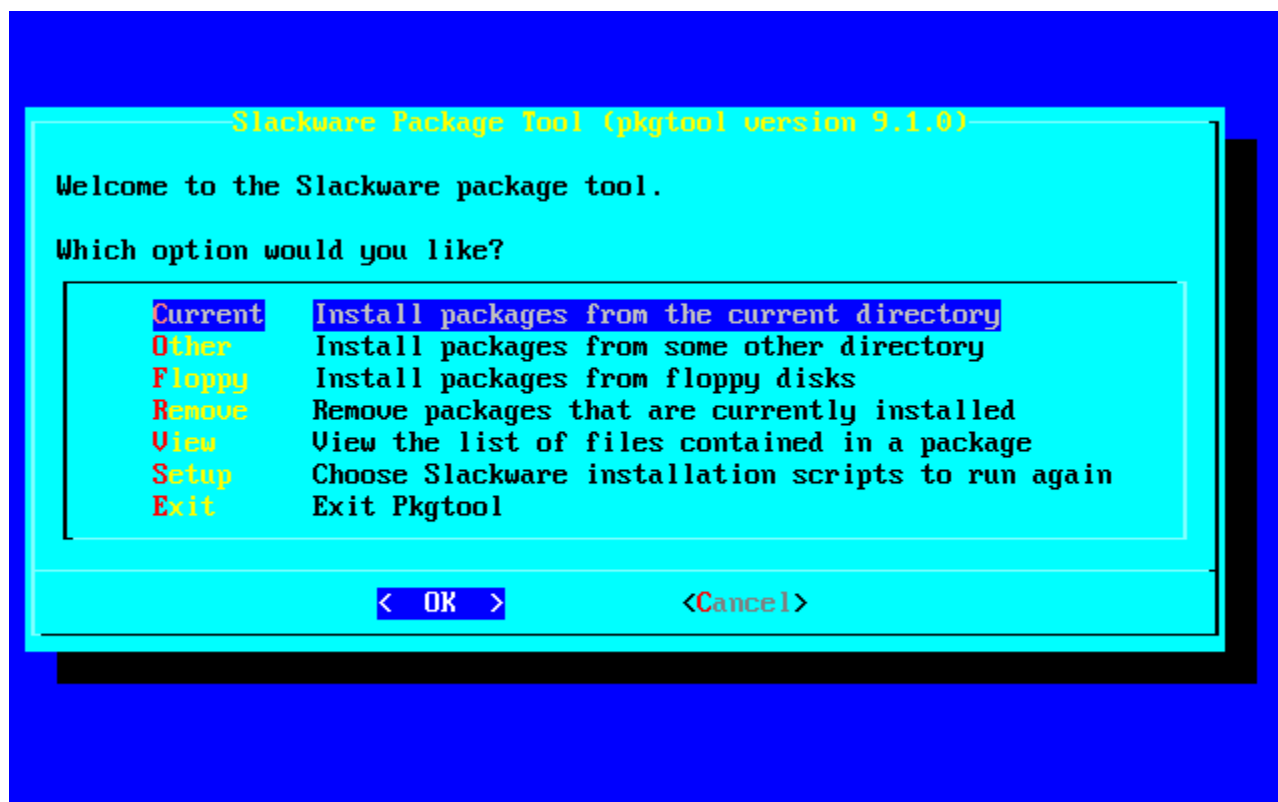 Slackware Package Tool (pkgtool version 9.1.0)
Welcome to the Slackware package tool.
Which option would you like?
Current Install packages from the current directory
Other Install packages from some other directory
Floppy Install packages from floppy disks
Remove Remove packages that are currently installed
View View the list of files contained in a package
Setup Choose Slackware installation scripts to run again
Exit Exit Pkgtool
< OK > <Cancel>